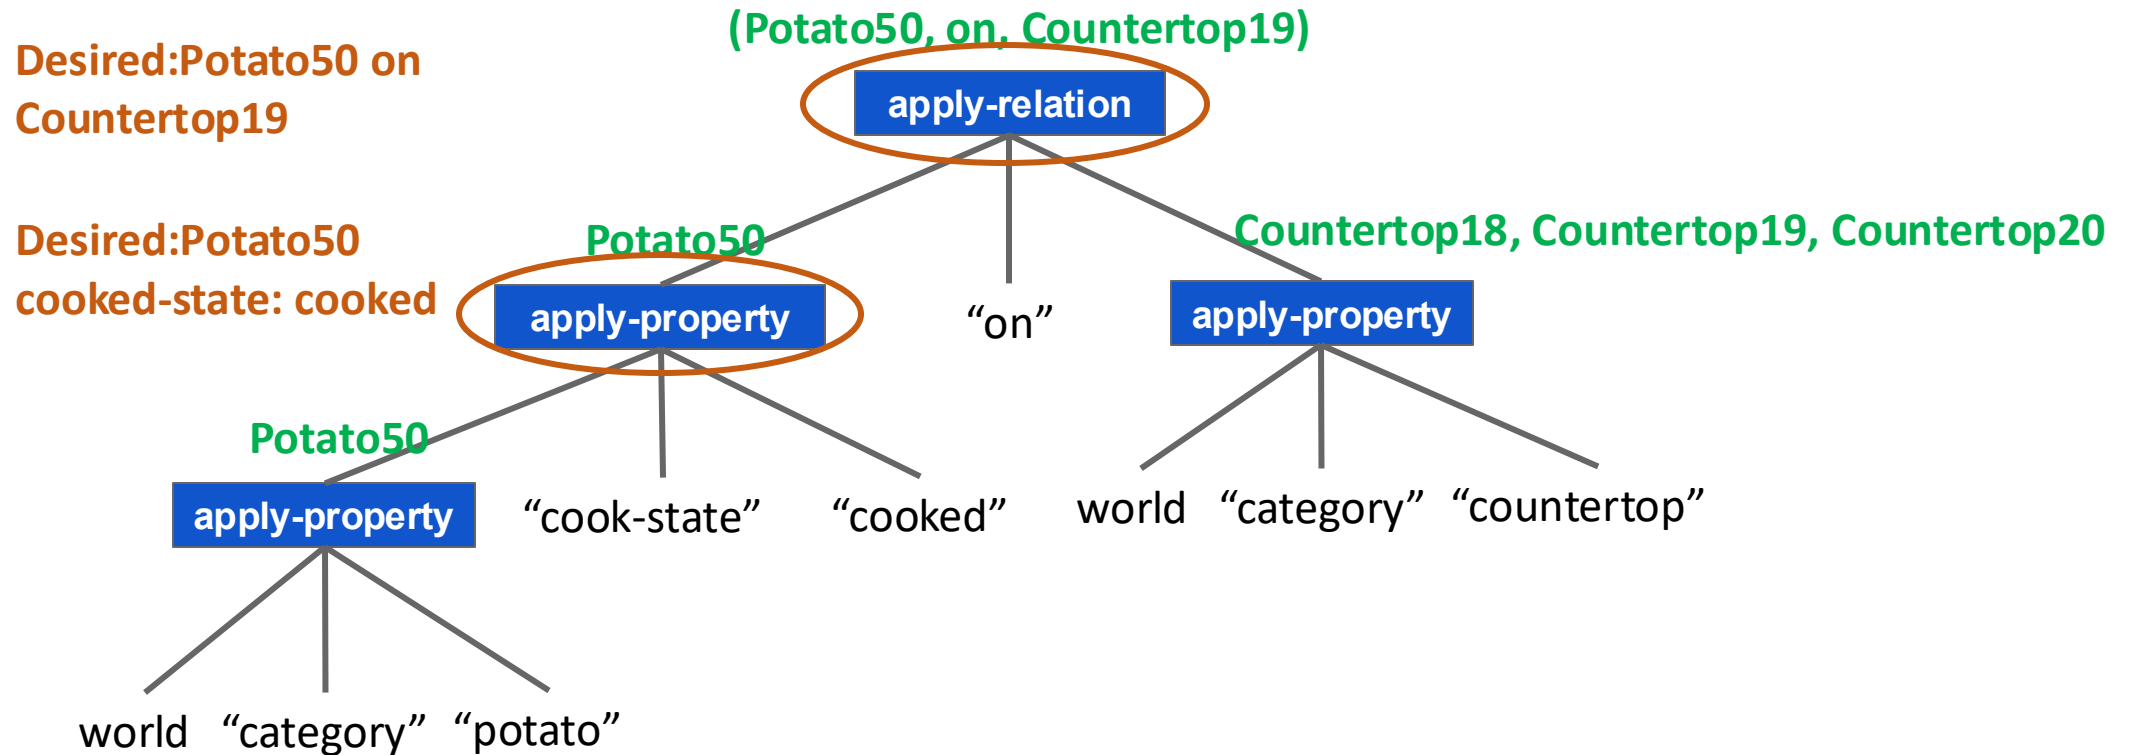 (Potato50, on, Countertop19)
Desired:Potato50 on
Countertop19
apply-relation
Desired:Potato50
cooked-state: cooked
Potato50
Countertop18, Countertop19, Countertop20
apply-property
“on”
apply-property
Potato50
apply-property
“cook-state”
“cooked”
world
“category”
“countertop”
world
“category”
“potato”